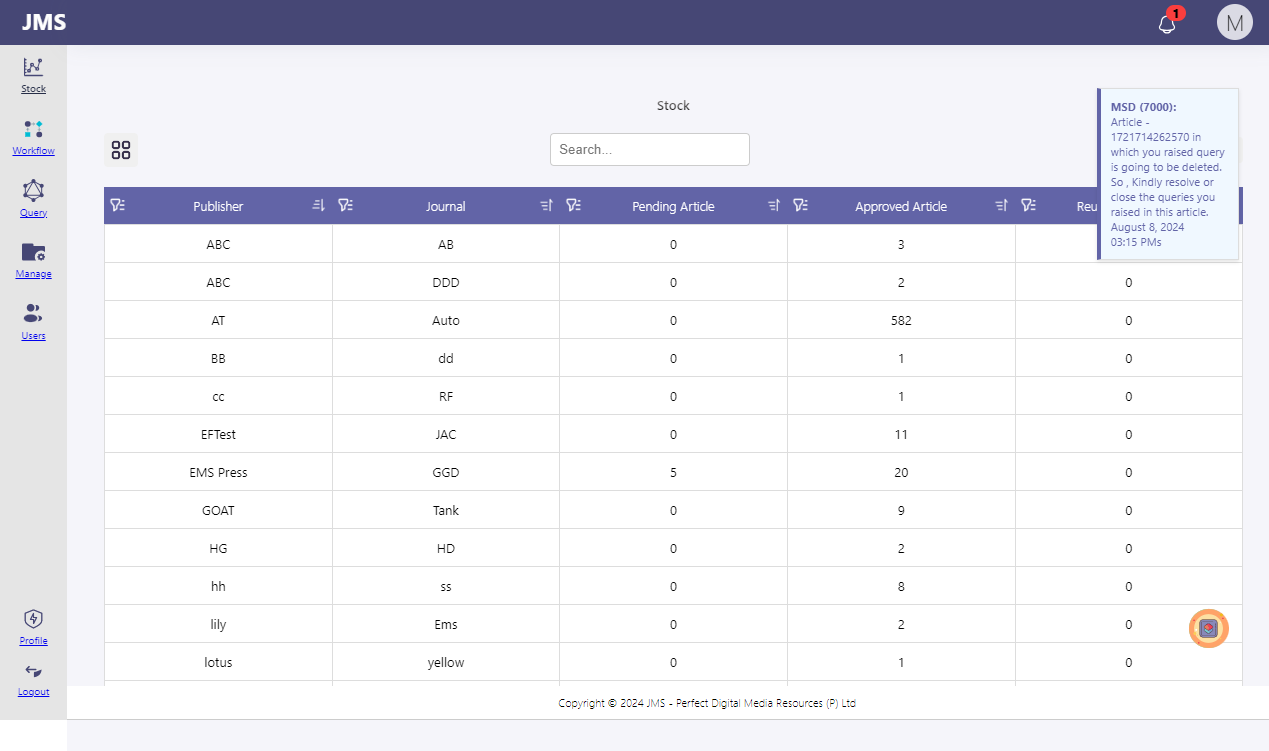 JMS
1
M
Stock
Workflow
Query
Manage
Users
Profile
Logout
Stock
Search...
MSD (7000):
Article -
1721714262570 in
which you raised query
is going to be deleted.
So , Kindly resolve or
close the queries you
raised in this article.
August 8, 2024
03:15 PMs
Publisher Journal Pending Article Approved Article Reu
ABC AB 0 3
ABC DDD 0 2 0
AT Auto 0 582 0
BB dd 0 1 0
cc RF 0 1 0
EFTest JAC 0 11 0
EMS Press GGD 5 20 0
GOAT Tank 0 9 0
HG HD 0 2 0
hh ss 0 8 0
lily Ems 0 2 0
lotus yellow 0 1 0
Copyright © 2024 JMS - Perfect Digital Media Resources (P) Ltd